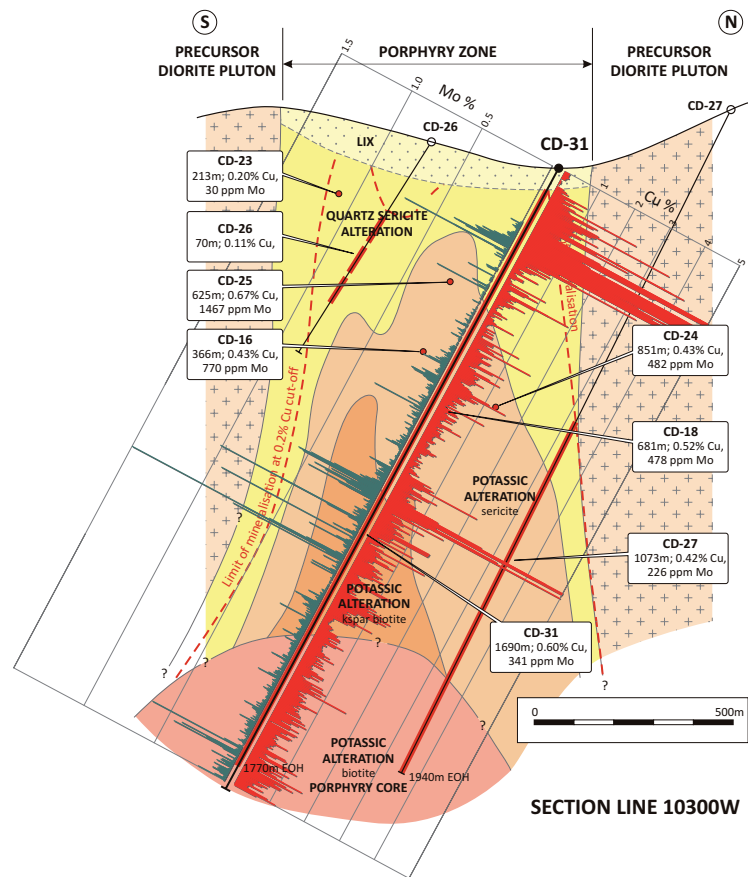 S
N
PRECURSOR
DIORITE PLUTON
PORPHYRY ZONE
PRECURSOR
DIORITE PLUTON
1.5
1.0
0.5
Mo %
CD-26
CD-31
CD-27
LIX
1
2
3
4
5
Cu %
CD-23
213m; 0.20% Cu,
30 ppm Mo
QUARTZ SERICITE
ALTERATION
CD-26
70m; 0.11% Cu,
CD-25
625m; 0.67% Cu,
1467 ppm Mo
CD-16
366m; 0.43% Cu,
770 ppm Mo
alisation
CD-24
851m; 0.43% Cu,
482 ppm Mo
CD-18
681m; 0.52% Cu,
478 ppm Mo
CD-27
1073m; 0.42% Cu,
226 ppm Mo
Limit of mineralisation at 0.2% Cu cut-off
POTASSIC
ALTERATION
sericite
POTASSIC
ALTERATION
kspar biotite
CD-31
1690m; 0.60% Cu,
341 ppm Mo
?
?
?
?
?
?
POTASSIC
ALTERATION
biotite
PORPHYRY CORE
1770m EOH
1940m EOH
0
500m
SECTION LINE 10300W